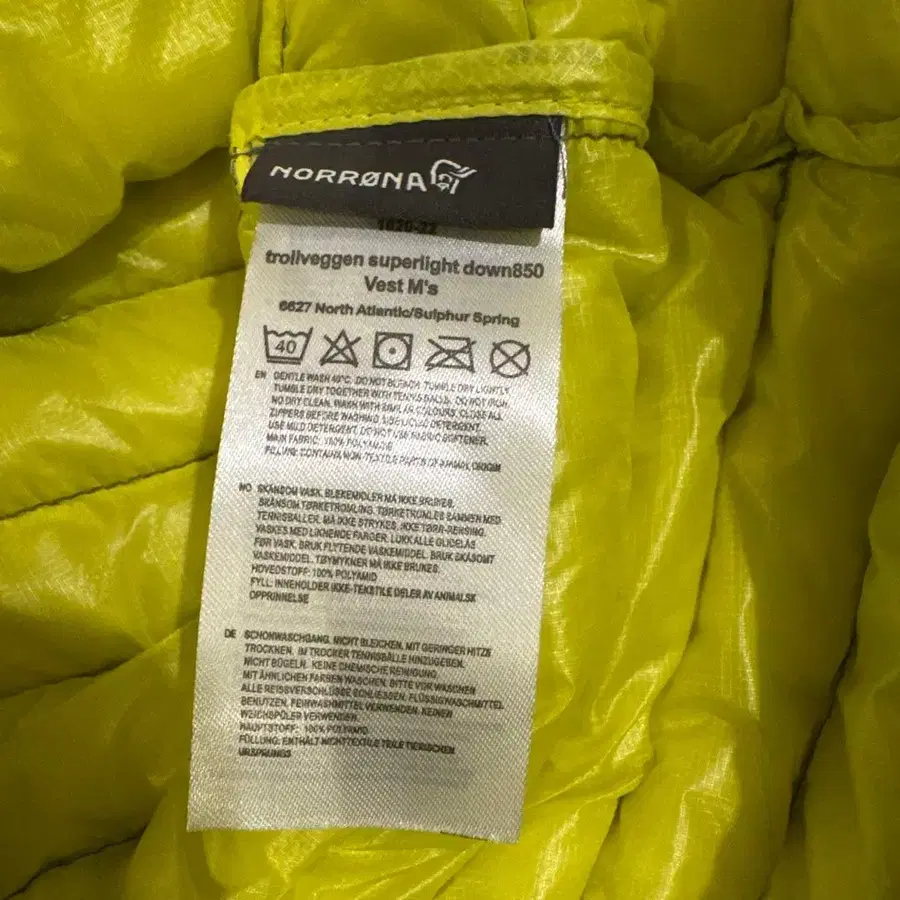 NORRØNA
1620-22
trollveggen superlight down850
Vest M's
6627 North Atlantic/Sulphur Spring
40
EN GENTLE WASH 40°C. DO NOT BLEACH. TUMBLE DRY LIGHTLY.
TUMBLE DRY TOGETHER WITH TENNIS BALLS. DO NOT IRON.
NO DRY CLEAN. WASH WITH SIMILAR COLOURS. CLOSE ALL
ZIPPERS BEFORE WASHING. USE LIQUID DETERGENT.
USE MILD DETERGENT. DO NOT USE FABRIC SOFTENER.
MAIN FABRIC: 100% POLYAMIDE
FILLING: CONTAINS NON-TEXTILE PARTS OF ANIMAL ORIGIN
NO SKÅNSOM VASK. BLEKEMIDLER MÅ IKKE BRUKES.
SKÅNSOM TØRKETROMLING. TØRKETROMLES SAMMEN MED
TENNISBALLER. MÅ IKKE STRYKES. IKKE TØRR-RENSING.
VASKES MED LIKNENDE FARGER. LUKK ALLE GLIDELÅS
FØR VASK. BRUK FLYTENDE VASKEMIDDEL. BRUK SKÅSOMT
VASKEMIDDEL. TØYMYKNER MÅ IKKE BRUKES.
HOVEDSTOFF: 100% POLYAMID
FYLL: INNEHOLDER IKKE-TEKSTILE DELER AV ANIMALSK
OPPRINNELSE
DE SCHONWASCHGANG. NICHT BLEICHEN. MIT GERINGER HITZE
TROCKNEN. IM TROCKER TENNISBÄLLE HINZUGEBEN.
NICHT BÜGELN. KEINE CHEMISCHE REINIGUNG.
MIT ÄHNLICHEN FARBEN WASCHEN. BITTE VOR WASCHEN
ALLE REISSVERSCHLÜSSE SCHLIESSEN. FLÜSSIGWASCHMITTEL
BENUTZEN. FEINWASHMITTEL VERWENDEN. KEINEN
WEICHSPÜLER VERWENDEN.
HAUPTSTOFF: 100% POLYAMID
FÜLLUNG: ENTHÄLT NICHTTEXTILE TEILE TIERISCHEN
URSPRUNGS